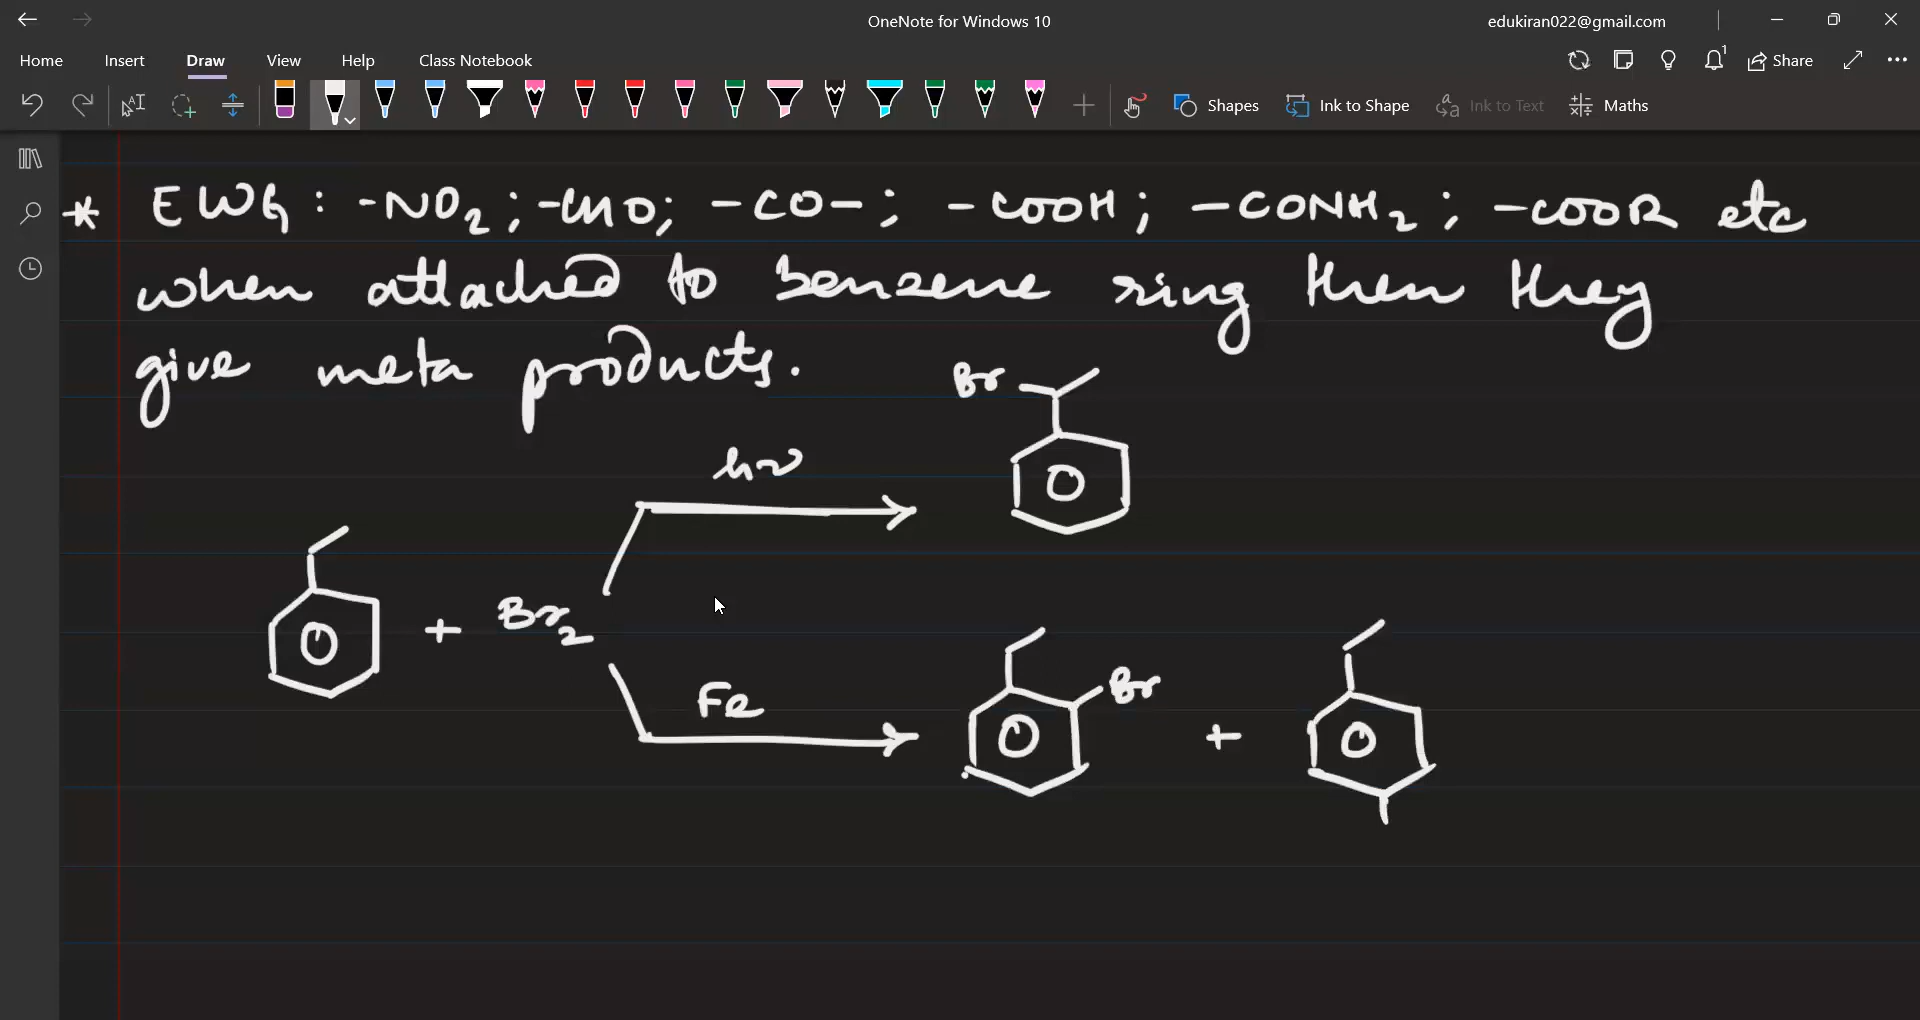 OneNote for Windows 10
edukiran022@gmail.com
Home Insert Draw View Help Class Notebook
1
Share
Shapes Ink to Shape Ink to Text Maths
* EWG : -NO2 ; -CHO ; -CO- ; -COOH ; -CONH2 ; -COOR etc
when attached to benzene ring then they
give meta products.
Br
hν
+ Br2
Fe
Br
+